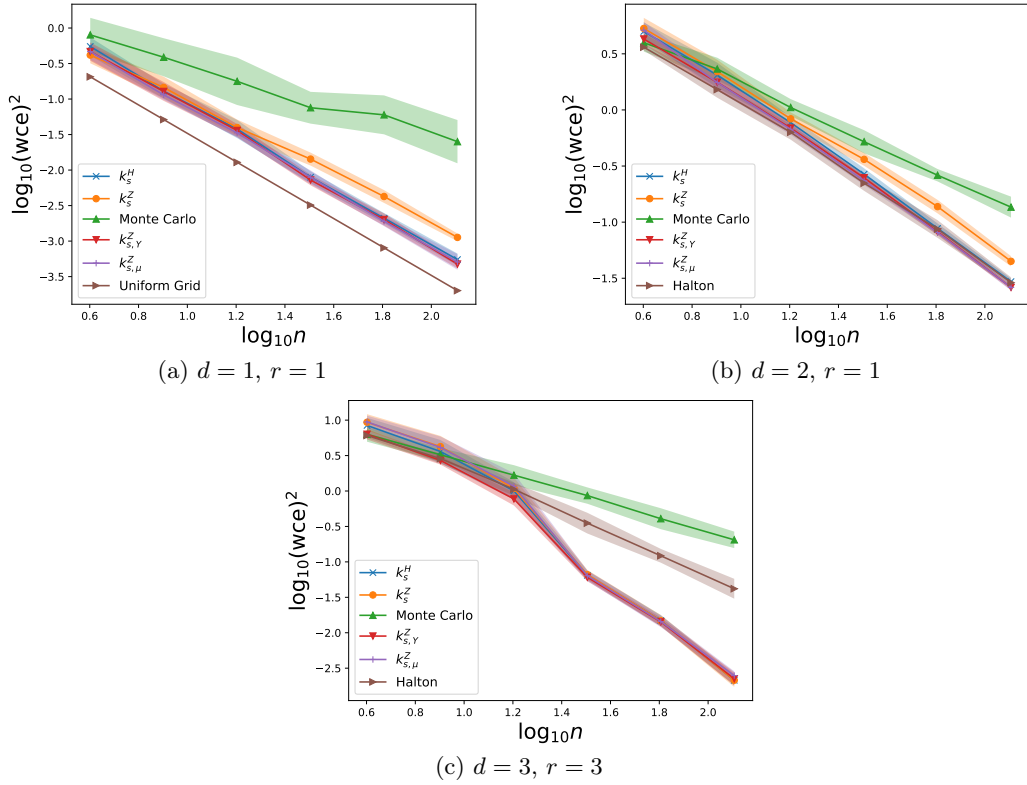 0.0
−0.5
−1.0
−1.5
−2.0
−2.5
−3.0
−3.5
log₁₀(wce)²
k_s^H
k_s^Z
Monte Carlo
k_{s,Y}^Z
k_{s,μ}^Z
Uniform Grid
0.6 0.8 1.0 1.2 1.4 1.6 1.8 2.0
log₁₀n
(a) d = 1, r = 1
0.5
0.0
−0.5
−1.0
−1.5
log₁₀(wce)²
k_s^H
k_s^Z
Monte Carlo
k_{s,Y}^Z
k_{s,μ}^Z
Halton
0.6 0.8 1.0 1.2 1.4 1.6 1.8 2.0
log₁₀n
(b) d = 2, r = 1
1.0
0.5
0.0
−0.5
−1.0
−1.5
−2.0
−2.5
log₁₀(wce)²
k_s^H
k_s^Z
Monte Carlo
k_{s,Y}^Z
k_{s,μ}^Z
Halton
0.6 0.8 1.0 1.2 1.4 1.6 1.8 2.0
log₁₀n
(c) d = 3, r = 3